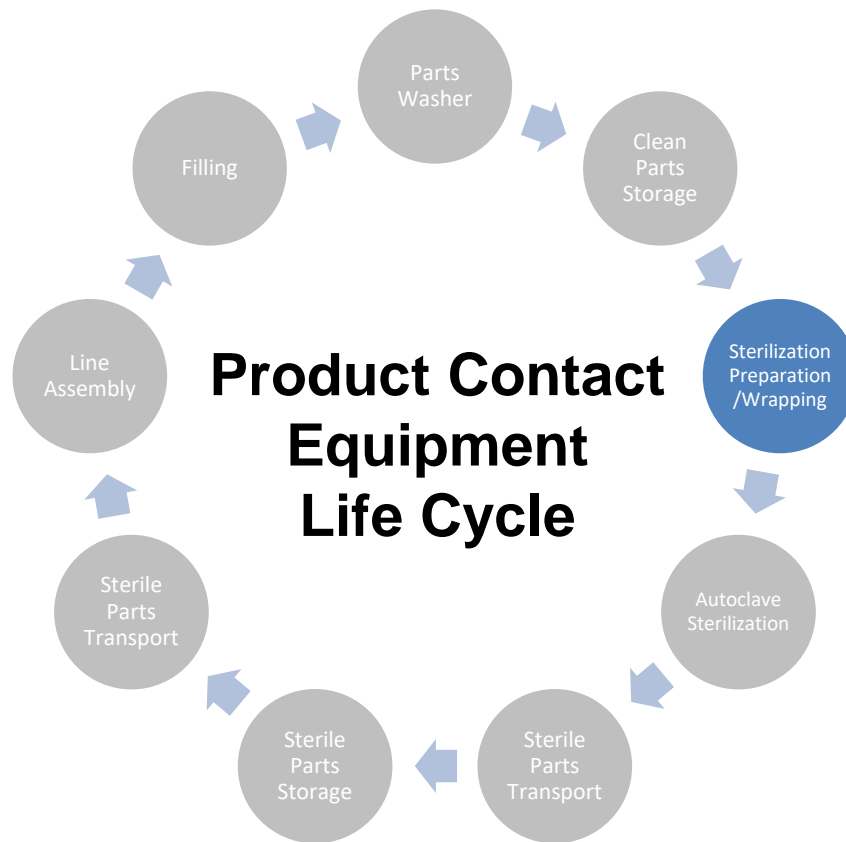 Parts
Washer
Clean
Parts
Storage
Sterilization
Preparation
/Wrapping
Autoclave
Sterilization
Sterile
Parts
Transport
Sterile
Parts
Storage
Sterile
Parts
Transport
Line
Assembly
Filling
Product Contact
Equipment
Life Cycle